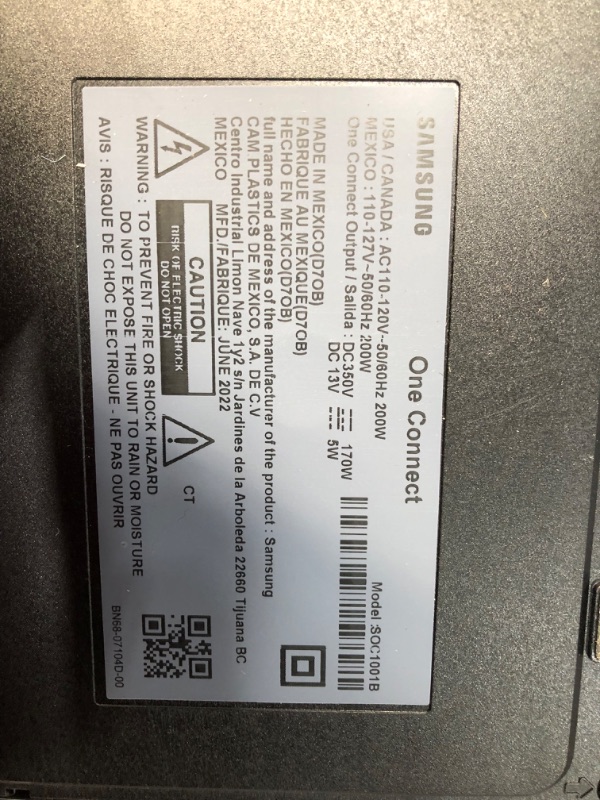 SAMSUNG
One Connect
Model :SOC1001B
USA / CANADA : AC110-120V~50/60Hz 200W
MEXICO : 110-127V~50/60Hz 200W
One Connect Output / Salida : DC350V 170W
DC 13V 5W
MADE IN MEXICO(D7OB)
FABRIQUE AU MEXIQUE(D7OB)
HECHO EN MEXICO(D7OB)
full name and address of the manufacturer of the product : Samsung
CAM PLASTICS DE MEXICO, S.A. DE C.V
Centro Industrial Limon Nave 1y2 s/n Jardines de la Arboleda 22660 Tijuana BC
MEXICO MFD./FABRIQUE: JUNE 2022
CAUTION
RISK OF ELECTRIC SHOCK
DO NOT OPEN
CT
WARNING : TO PREVENT FIRE OR SHOCK HAZARD
DO NOT EXPOSE THIS UNIT TO RAIN OR MOISTURE
AVIS : RISQUE DE CHOC ELECTRIQUE - NE PAS OUVRIR
BN68-07104D-00